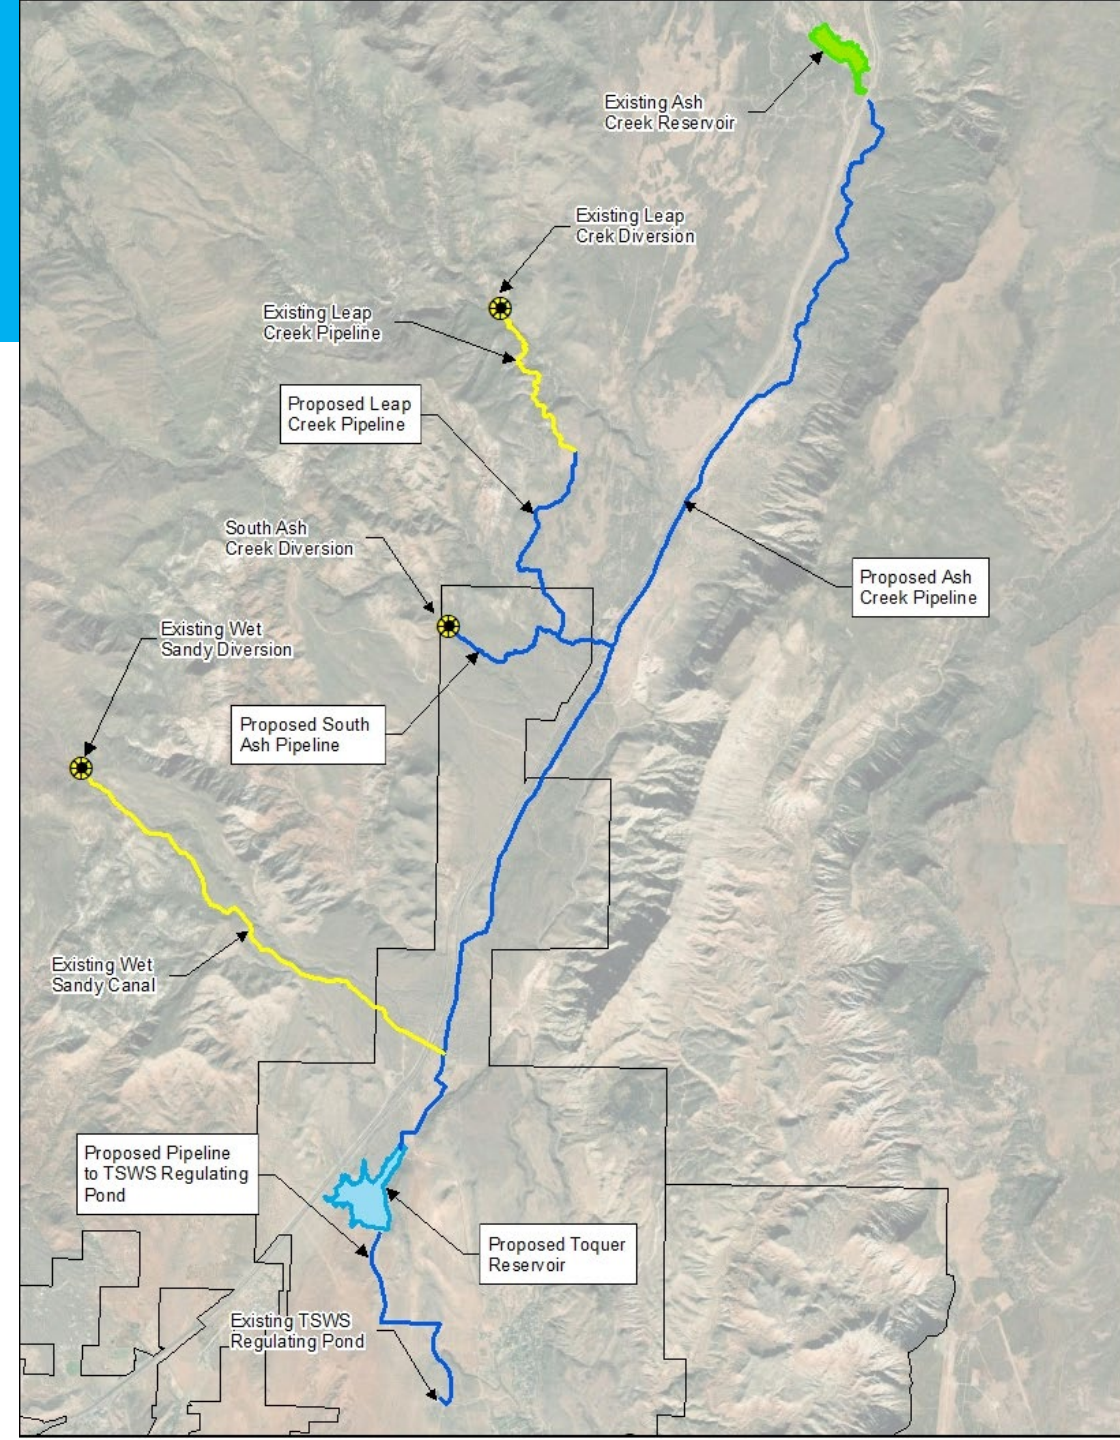 Existing Ash
Creek Reservoir
Existing Leap
Crek Diversion
Existing Leap
Creek Pipeline
Proposed Leap
Creek Pipeline
South Ash
Creek Diversion
Proposed Ash
Creek Pipeline
Existing Wet
Sandy Diversion
Proposed South
Ash Pipeline
Existing Wet
Sandy Canal
Proposed Pipeline
to TSWS Regulating
Pond
Proposed Toquer
Reservoir
Existing TSWS
Regulating Pond